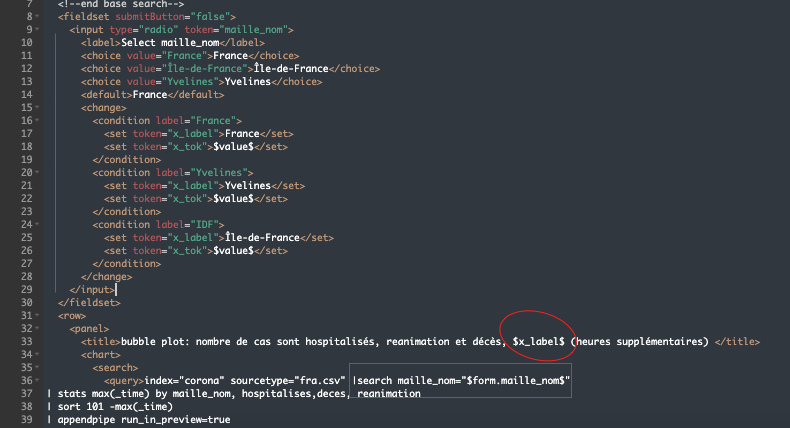 7 <!--end base search-->
8 <fieldset submitButton="false">
9 <input type="radio" token="maille_nom">
10 <label>Select maille_nom</label>
11 <choice value="France">France</choice>
12 <choice value="Île-de-France">Île-de-France</choice>
13 <choice value="Yvelines">Yvelines</choice>
14 <default>France</default>
15 <change>
16 <condition label="France">
17 <set token="x_label">France</set>
18 <set token="x_tok">$value$</set>
19 </condition>
20 <condition label="Yvelines">
21 <set token="x_label">Yvelines</set>
22 <set token="x_tok">$value$</set>
23 </condition>
24 <condition label="IDF">
25 <set token="x_label">Île-de-France</set>
26 <set token="x_tok">$value$</set>
27 </condition>
28 </change>
29 </input>
30 </fieldset>
31 <row>
32 <panel>
33 <title>bubble plot: nombre de cas sont hospitalisés, reanimation et décès, $x_label$ (heures supplémentaires) </title>
34 <chart>
35 <search>
36 <query>index="corona" sourcetype="fra.csv" |search maille_nom="$form.maille_nom$"
37 | stats max(_time) by maille_nom, hospitalises,deces, reanimation
38 | sort 101 -max(_time)
39 | appendpipe run_in_preview=true